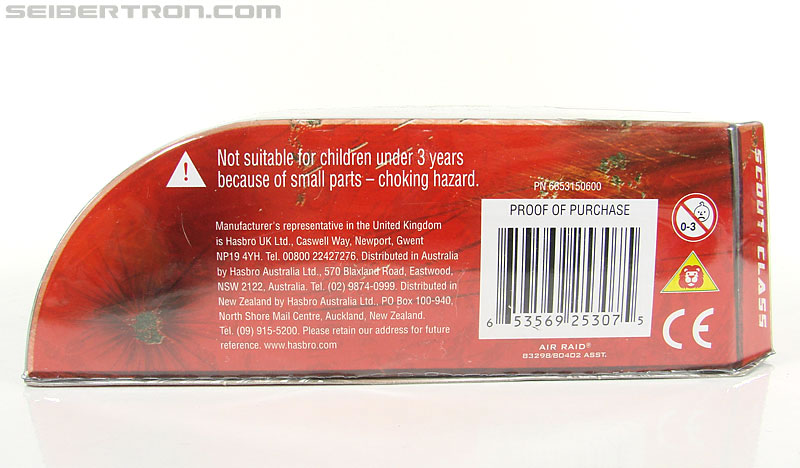 SEIBERTRON.COM
Not suitable for children under 3 years
because of small parts – choking hazard.
Manufacturer's representative in the United Kingdom
is Hasbro UK Ltd., Caswell Way, Newport, Gwent
NP19 4YH. Tel. 00800 22427276. Distributed in Australia
by Hasbro Australia Ltd., 570 Blaxland Road, Eastwood,
NSW 2122, Australia. Tel. (02) 9874-0999. Distributed in
New Zealand by Hasbro Australia Ltd., PO Box 100-940,
North Shore Mail Centre, Auckland, New Zealand.
Tel. (09) 915-5200. Please retain our address for future
reference. www.hasbro.com
PN 6653150600
PROOF OF PURCHASE
6 53569 25307 5
AIR RAID®
83298/80402 ASST.
0-3
CE
SCOUT CLASS